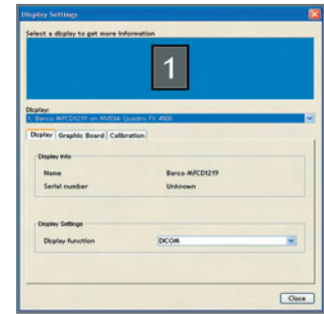 Display Settings
Select a display to get more information
1
Display:
1. Barco MFCD1219 on NVIDIA Quadro FX 4500
Display Graphic Board Calibration
Display Info
Name Barco MFCD1219
Serial number Unknown
Display Settings
Display function DICOM
Close